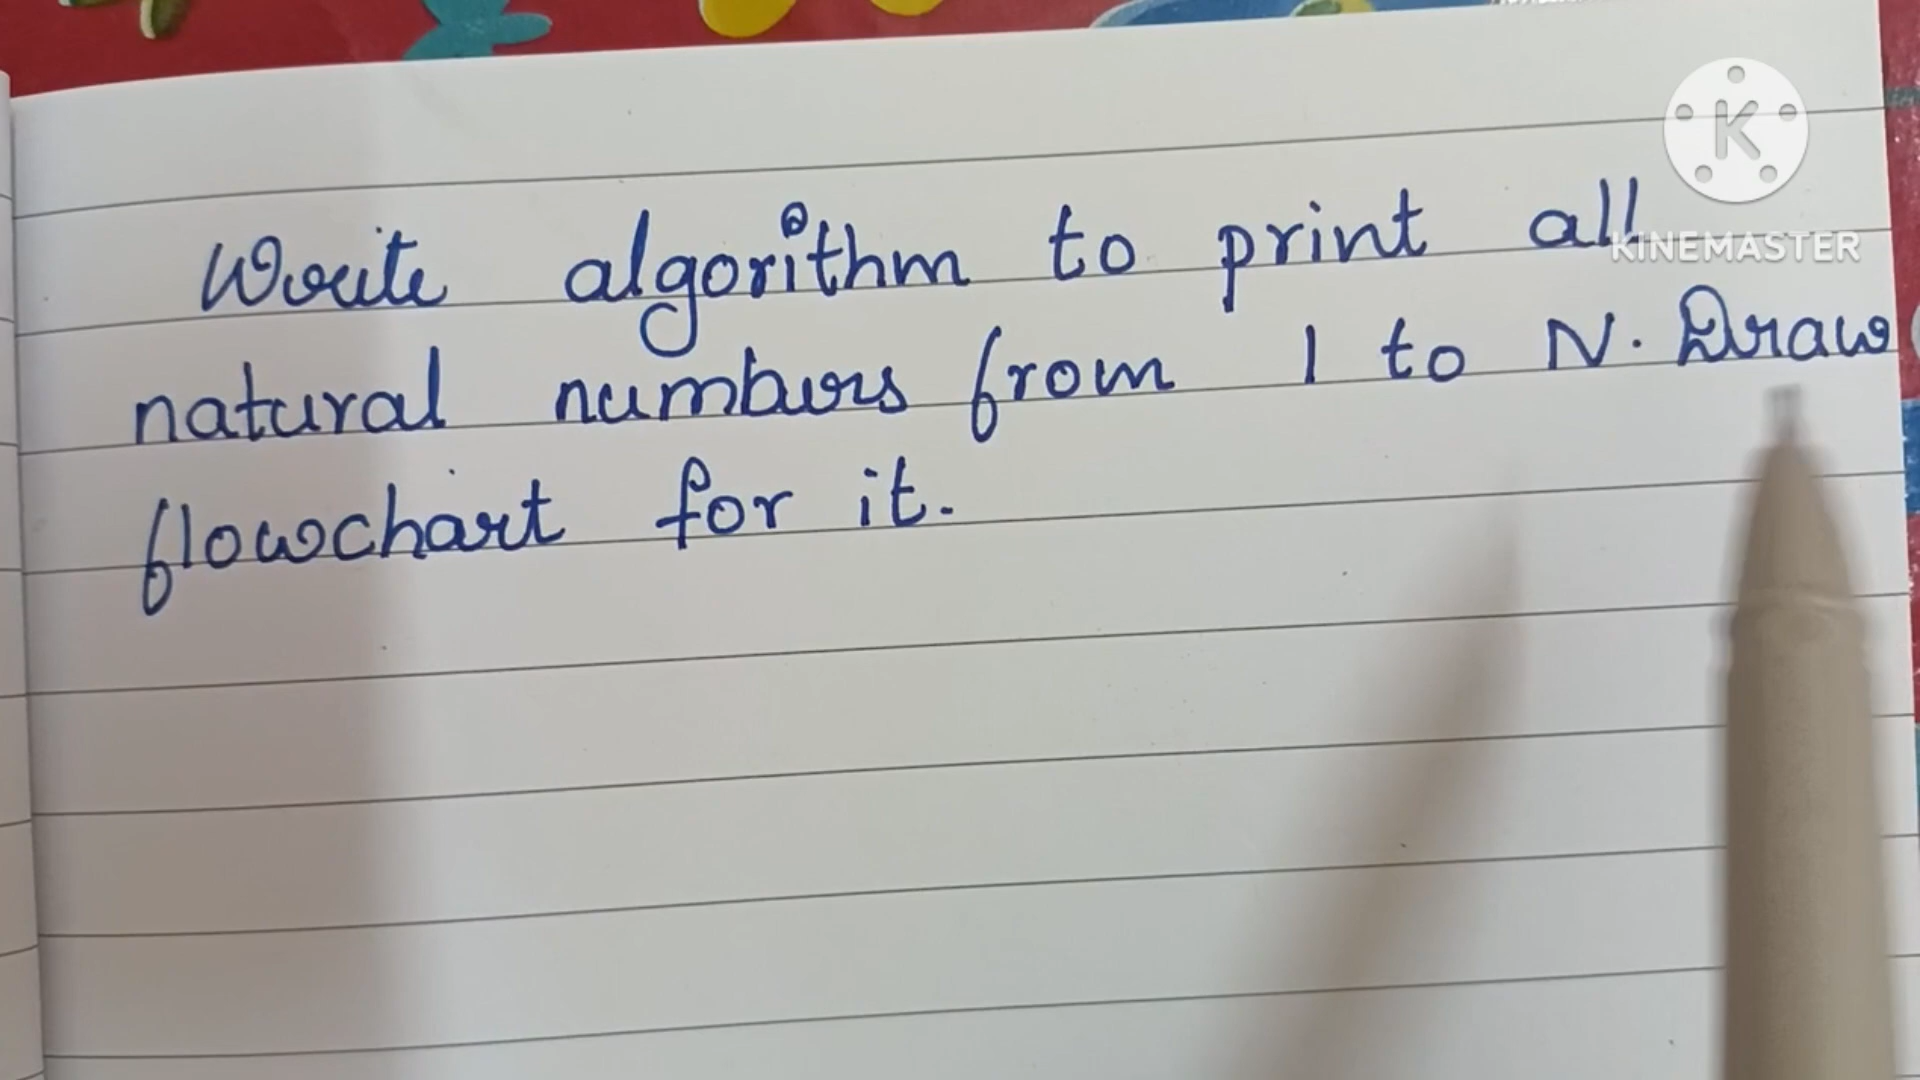 Write algorithm to print all
natural numbers from 1 to N. Draw
flowchart for it.
K
KINEMASTER